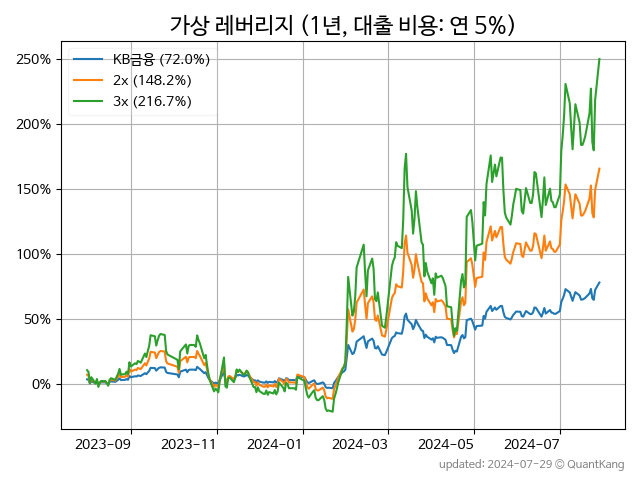 가상 레버리지 (1년, 대출 비용: 연 5%)
250%
200%
150%
100%
50%
0%
KB금융 (72.0%)
2x (148.2%)
3x (216.7%)
2023-09
2023-11
2024-01
2024-03
2024-05
2024-07
updated: 2024-07-29 © QuantKang